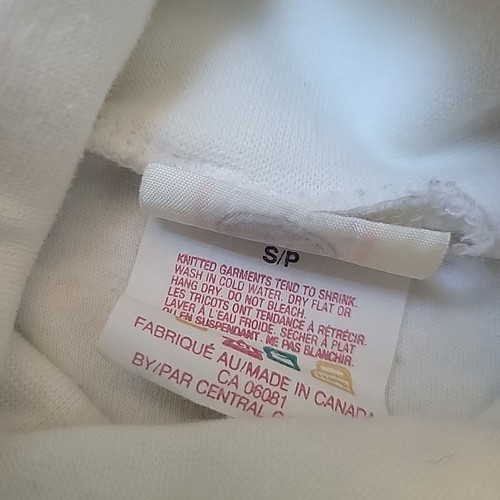 S/P
KNITTED GARMENTS TEND TO SHRINK.
WASH IN COLD WATER. DRY FLAT OR
HANG DRY. DO NOT BLEACH.
LES TRICOTS ONT TENDANCE À RÉTRÉCIR.
LAVER À L'EAU FROIDE. SÉCHER À PLAT
EN SUSPENDANT. NE PAS BLANCHIR.
FABRIQUÉ AU/MADE IN CANADA
CA 06081
BY/PAR CENTRAL